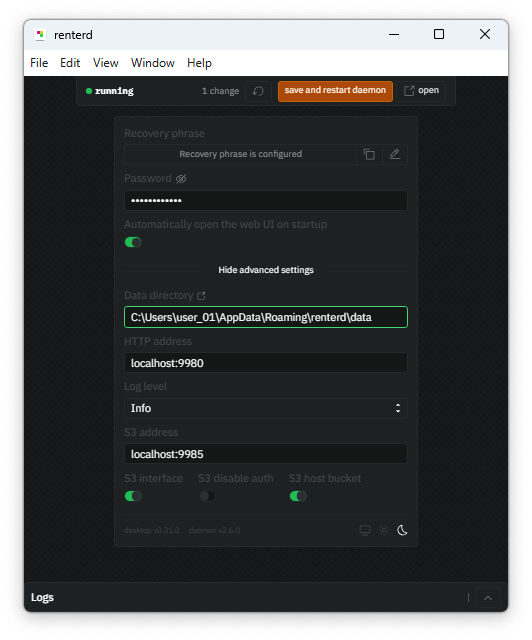 renterd
File Edit View Window Help
running 1 change save and restart daemon open
Recovery phrase
Recovery phrase is configured
Password
••••••••••••
Automatically open the web UI on startup
Hide advanced settings
Data directory
C:\Users\user_01\AppData\Roaming\renterd\data
HTTP address
localhost:9980
Log level
Info
S3 address
localhost:9985
S3 interface S3 disable auth S3 host bucket
desktop v0.31.0 daemon v2.6.0
Logs